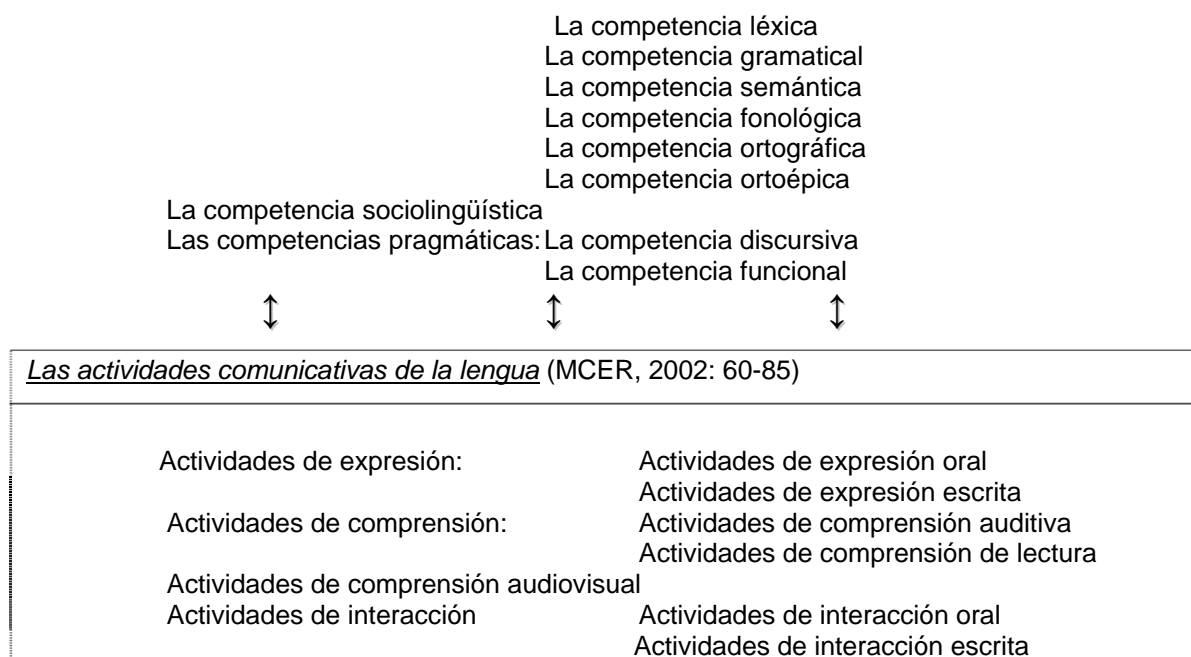 La competencia léxica
La competencia gramatical
La competencia semántica
La competencia fonológica
La competencia ortográfica
La competencia ortoépica
La competencia sociolingüística
Las competencias pragmáticas: La competencia discursiva
La competencia funcional
Las actividades comunicativas de la lengua (MCER, 2002: 60-85)
Actividades de expresión: Actividades de expresión oral
Actividades de expresión escrita
Actividades de comprensión: Actividades de comprensión auditiva
Actividades de comprensión de lectura
Actividades de comprensión audiovisual
Actividades de interacción Actividades de interacción oral
Actividades de interacción escrita